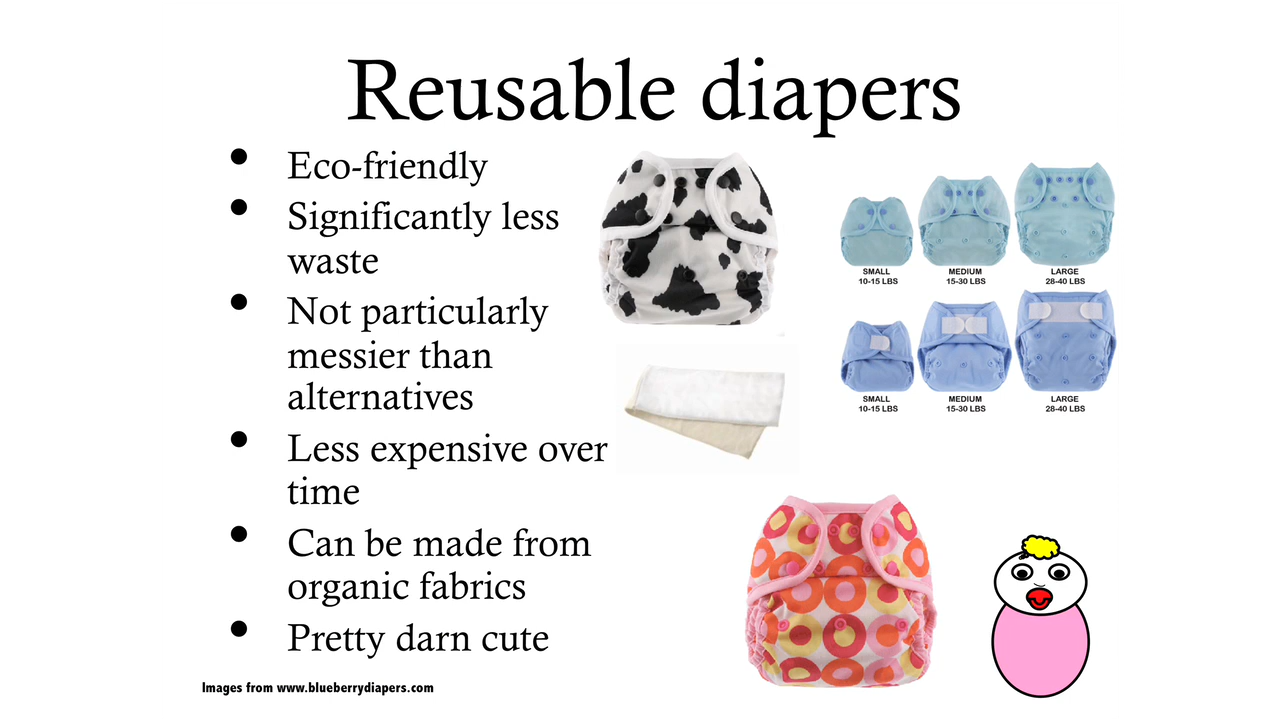 Reusable diapers
• Eco-friendly
• Significantly less
waste
• Not particularly
messier than
alternatives
• Less expensive over
time
• Can be made from
organic fabrics
• Pretty darn cute
SMALL
10-15 LBS
MEDIUM
15-30 LBS
LARGE
28-40 LBS
SMALL
10-15 LBS
MEDIUM
15-30 LBS
LARGE
28-40 LBS
Images from www.blueberrydiapers.com